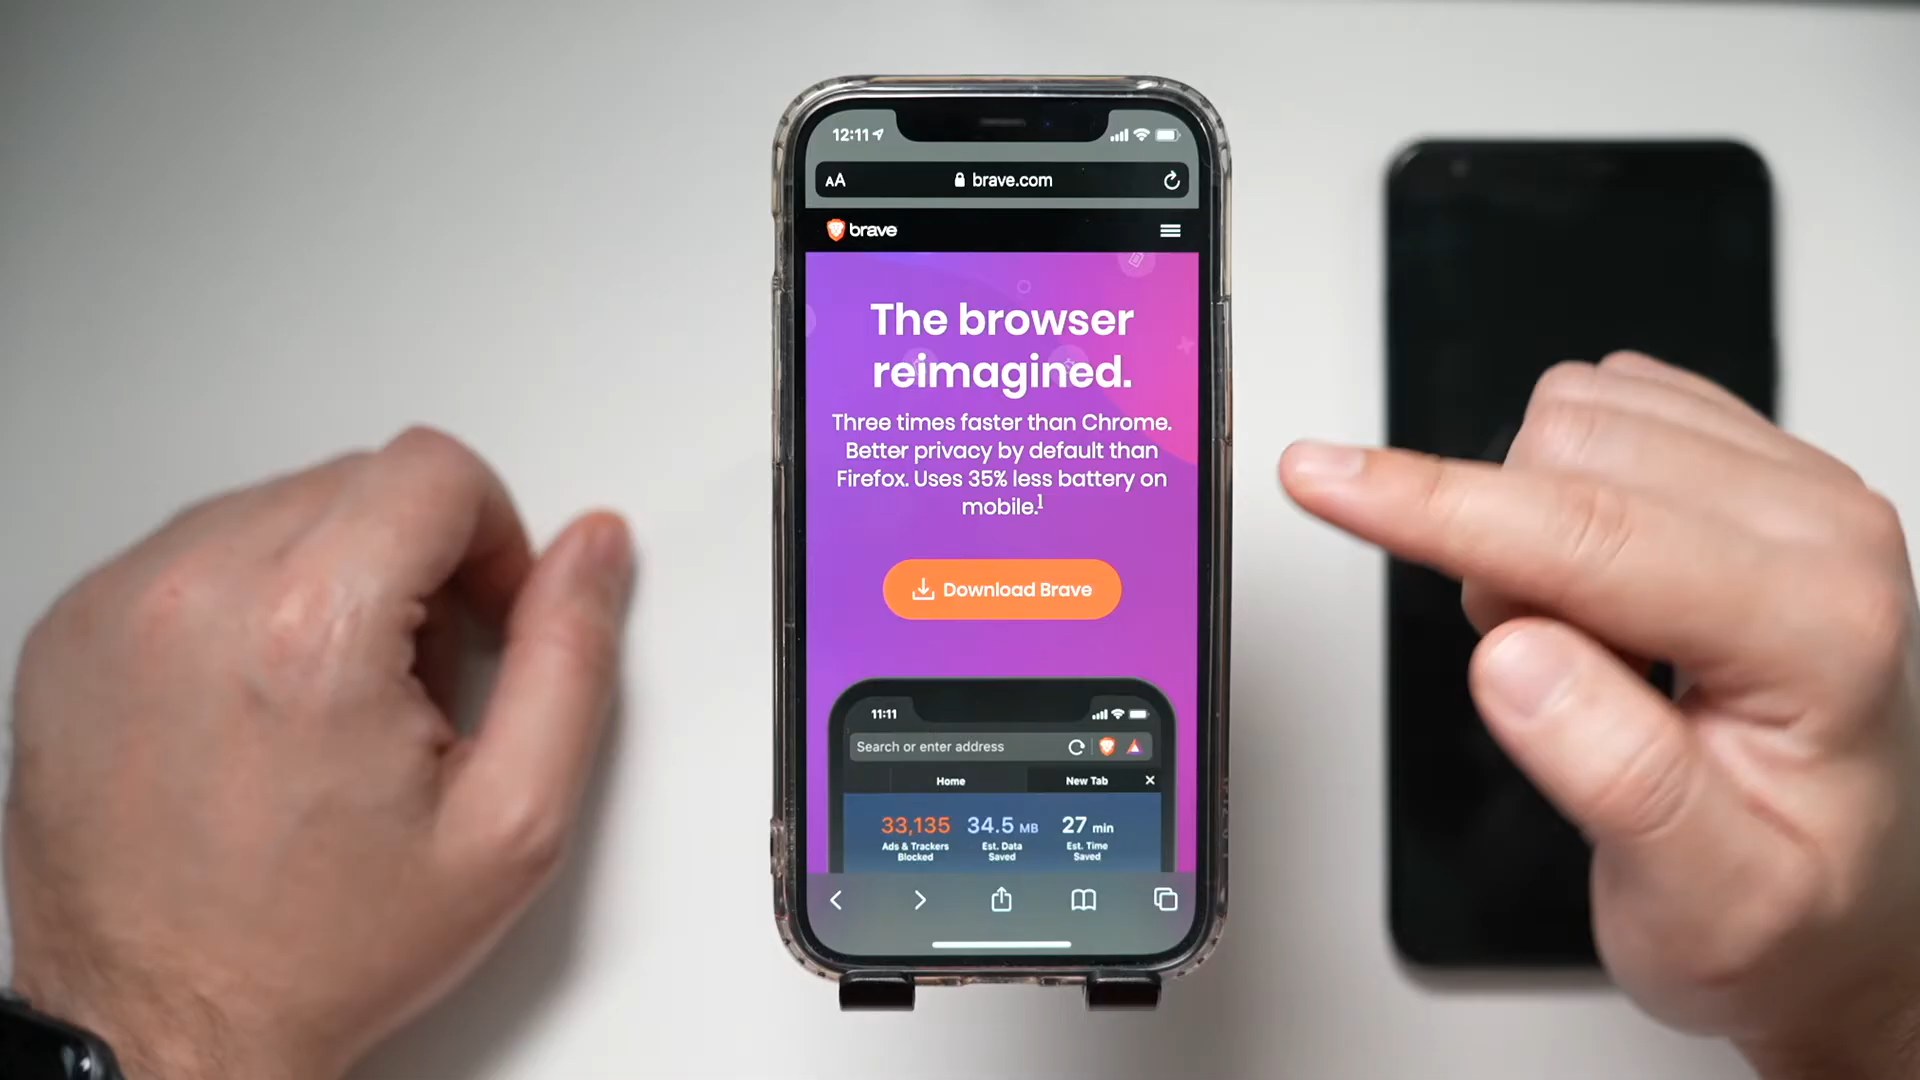 12:11
AA brave.com
brave
The browser
reimagined.
Three times faster than Chrome.
Better privacy by default than
Firefox. Uses 35% less battery on
mobile.1
Download Brave
11:11
Search or enter address
Home New Tab
33,135 34.5 MB 27 min
Ads & Trackers Est. Data Est. Time
Blocked Saved Saved